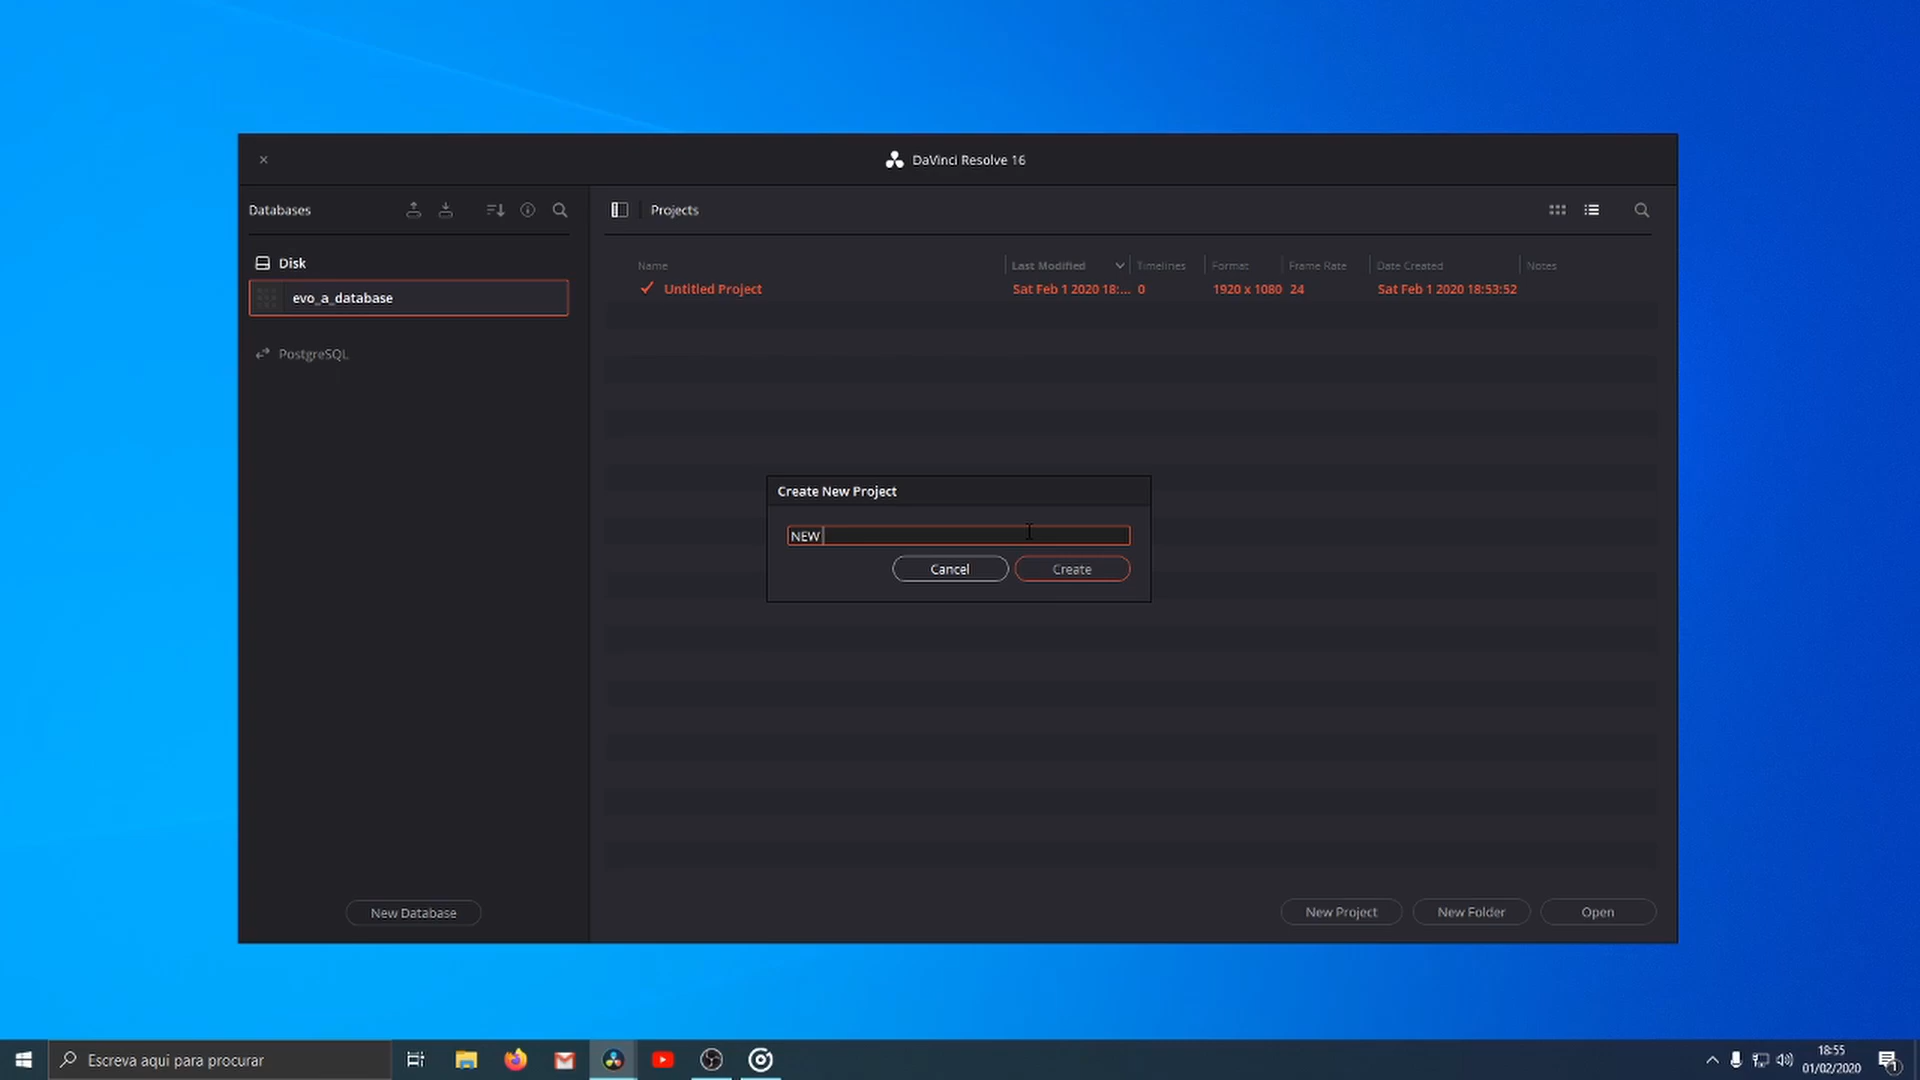 DaVinci Resolve 16
Databases
Projects
Disk
evo_a_database
PostgreSQL
New Database
Name Last Modified Timelines Format Frame Rate Date Created Notes
Untitled Project Sat Feb 1 2020 18:... 0 1920 x 1080 24 Sat Feb 1 2020 18:53:52
Create New Project
NEW
Cancel Create
New Project New Folder Open
Escreva aqui para procurar
18:55
01/02/2020
1